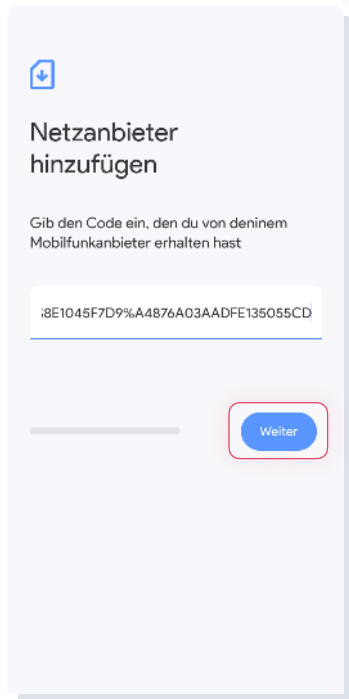 Netzanbieter
hinzufügen
Gib den Code ein, den du von deninem
Mobilfunkanbieter erhalten hast
8E1045F7D9%A4876A03AADFE135055CD
Weiter